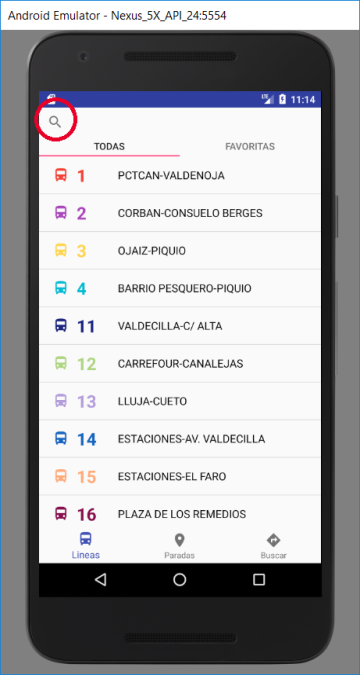 Android Emulator - Nexus_5X_API_24:5554
LTE 11:14
TODAS FAVORITAS
1 PCTCAN-VALDENOJA
2 CORBAN-CONSUELO BERGES
3 OJAIZ-PIQUIO
4 BARRIO PESQUERO-PIQUIO
11 VALDECILLA-C/ ALTA
12 CARREFOUR-CANALEJAS
13 LLUJA-CUETO
14 ESTACIONES-AV. VALDECILLA
15 ESTACIONES-EL FARO
16 PLAZA DE LOS REMEDIOS
Lineas Paradas Buscar